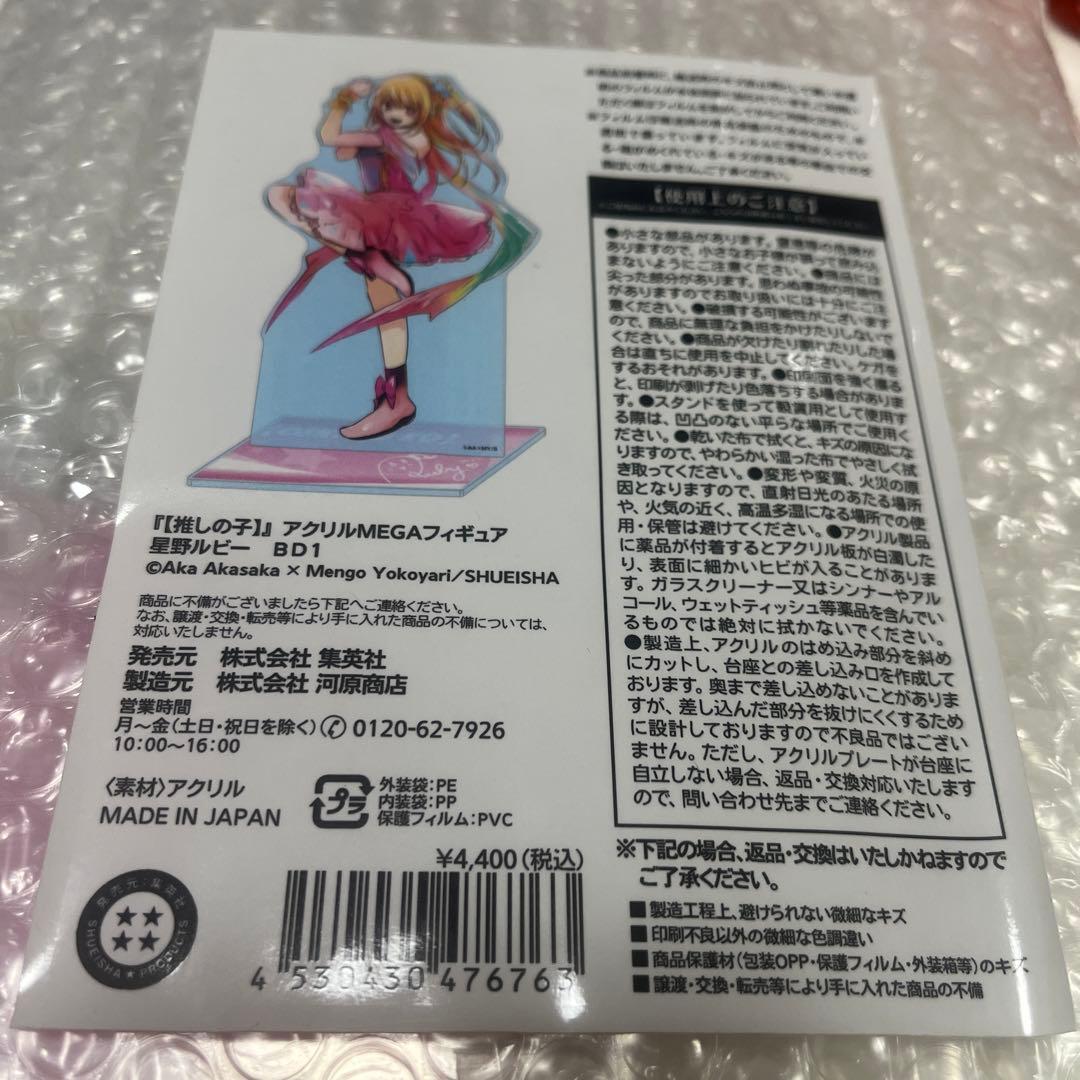 ©AKA×MY/S
Ruby
『【推しの子】』アクリルMEGAフィギュア
星野ルビー　BD1
©Aka Akasaka × Mengo Yokoyari/SHUEISHA
商品に不備がございましたら下記へご連絡ください。
なお、譲渡・交換・転売等により手に入れた商品の不備については、
対応いたしません。
発売元　株式会社 集英社
製造元　株式会社 河原商店
営業時間
月～金(土日・祝日を除く) 0120-62-7926
10:00～16:00
〈素材〉アクリル
MADE IN JAPAN
プラ
外装袋:PE
内装袋:PP
保護フィルム:PVC
¥4,400(税込)
4 530430 476763
発売元:集英社
SHUEISHA★PRODUCTS
いたしません。ご了承ください。
【使用上のご注意】
●小さな部品があります。窒息等の危険が
ありますので、小さなお子様が誤って飲み込
まないようにご注意ください。●商品には
尖った部分があります。思わぬ事故の可能性
がありますのでお取り扱いには十分にご注
意ください。●破損する可能性がございます
ので、商品に無理な負担をかけたりしないで
ください。●商品が欠けたり割れたりした場
合は直ちに使用を中止してください。ケガを
するおそれがあります。●印刷面を強く擦る
と、印刷が剥げたり色落ちする場合がありま
す。●スタンドを使って設置用として使用す
る際は、凹凸のない平らな場所でご使用く
ださい。●乾いた布で拭くと、キズの原因にな
りますので、やわらかい湿った布でやさしく拭
き取ってください。●変形や変質、火災の原
因となりますので、直射日光のあたる場所
や、火気の近く、高温多湿になる場所での使
用・保管は避けてください。●アクリル製品
に薬品が付着するとアクリル板が白濁した
り、表面に細かいヒビが入ることがありま
す。ガラスクリーナー又はシンナーやアル
コール、ウェットティッシュ等薬品を含んでい
るものでは絶対に拭かないでください。
●製造上、アクリルのはめ込み部分を斜め
にカットし、台座との差し込み口を作成して
おります。奥まで差し込めないことがありま
すが、差し込んだ部分を抜けにくくするため
に設計しておりますので不良品ではござい
ません。ただし、アクリルプレートが台座に
自立しない場合、返品・交換対応いたします
ので、問い合わせ先までご連絡ください。
※下記の場合、返品・交換はいたしかねますので
ご了承ください。
■製造工程上、避けられない微細なキズ
■印刷不良以外の微細な色調違い
■商品保護材(包装OPP・保護フィルム・外装箱等)のキズ
■譲渡・交換・転売等により手に入れた商品の不備